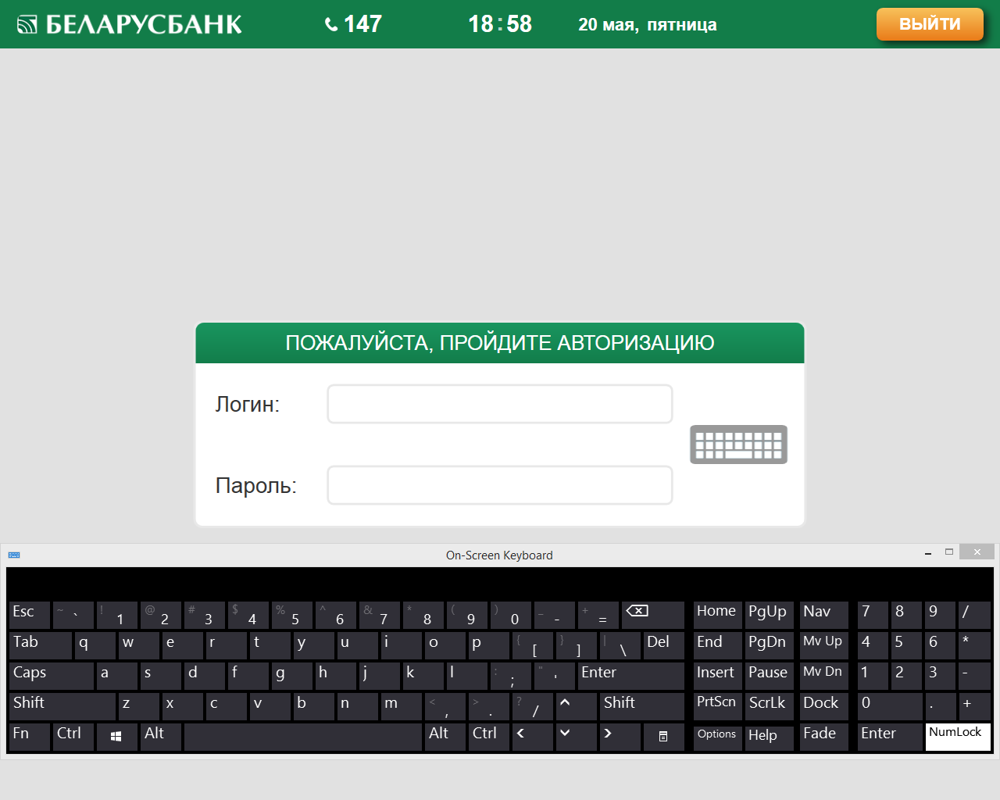 БЕЛАРУСБАНК 147 18:58 20 мая, пятница ВЫЙТИ
ПОЖАЛУЙСТА, ПРОЙДИТЕ АВТОРИЗАЦИЮ
Логин:
Пароль:
On-Screen Keyboard
Esc ~ ` ! 1 @ 2 # 3 $ 4 % 5 ^ 6 & 7 * 8 ( 9 ) 0 _ - + = Home PgUp Nav 7 8 9 /
Tab q w e r t y u i o p { [ } ] | \ Del End PgDn Mv Up 4 5 6 *
Caps a s d f g h j k l : ; " ' Enter Insert Pause Mv Dn 1 2 3 -
Shift z x c v b n m < , > . ? / Shift PrtScn ScrLk Dock 0 . +
Fn Ctrl Alt Alt Ctrl Options Help Fade Enter NumLock